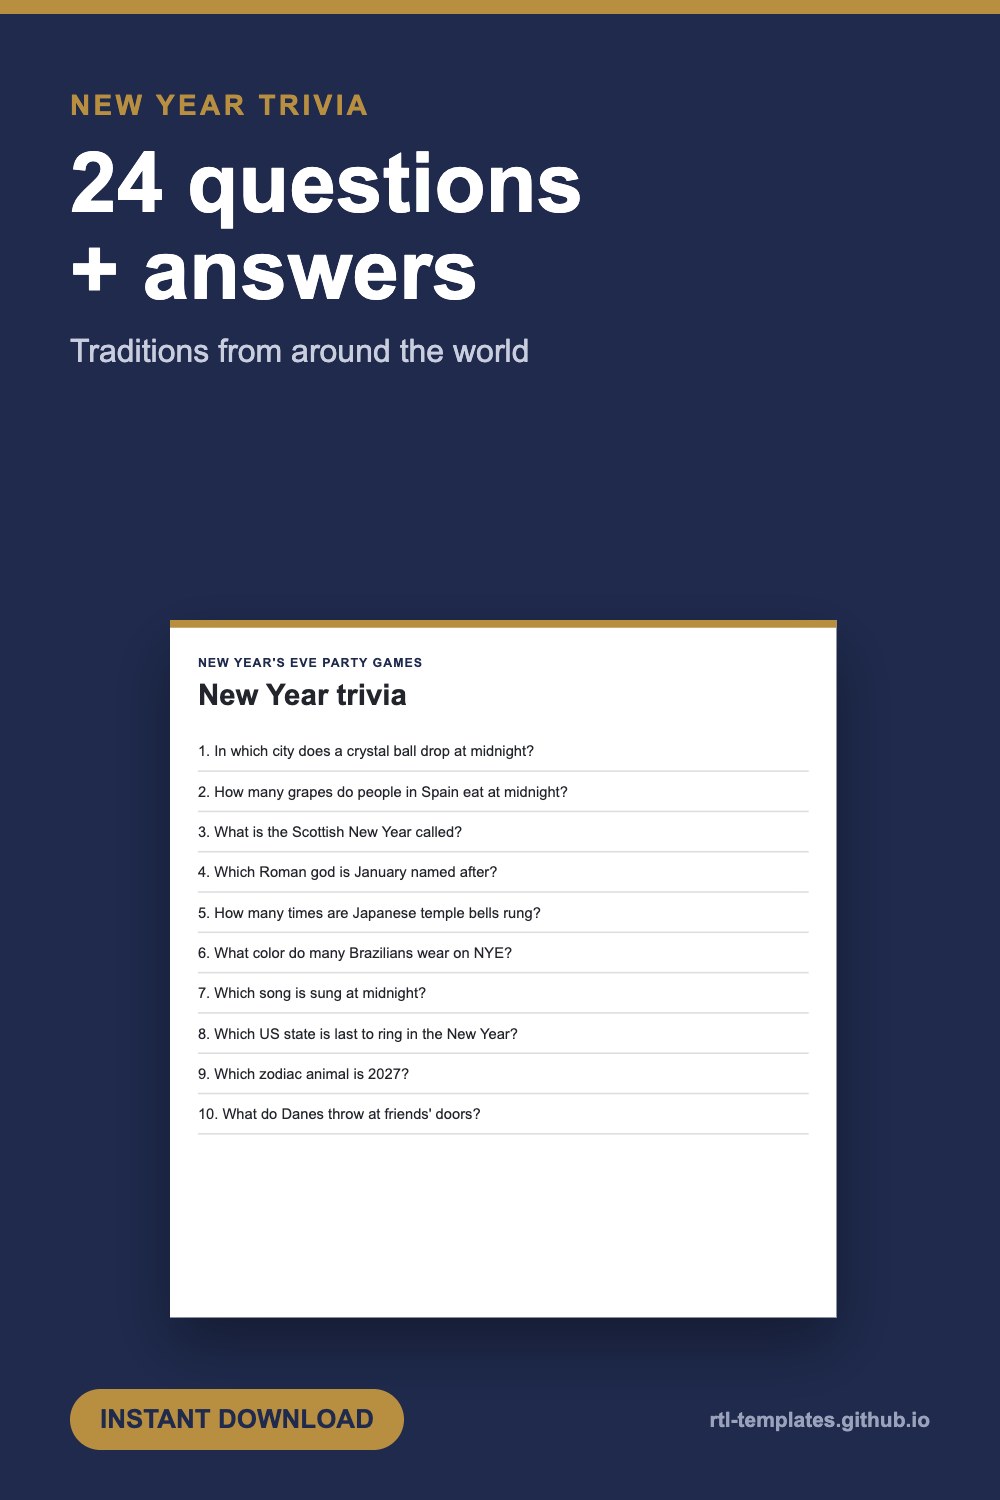 NEW YEAR TRIVIA
24 questions
+ answers
Traditions from around the world
NEW YEAR'S EVE PARTY GAMES
New Year trivia
1. In which city does a crystal ball drop at midnight?
2. How many grapes do people in Spain eat at midnight?
3. What is the Scottish New Year called?
4. Which Roman god is January named after?
5. How many times are Japanese temple bells rung?
6. What color do many Brazilians wear on NYE?
7. Which song is sung at midnight?
8. Which US state is last to ring in the New Year?
9. Which zodiac animal is 2027?
10. What do Danes throw at friends' doors?
INSTANT DOWNLOAD
rtl-templates.github.io